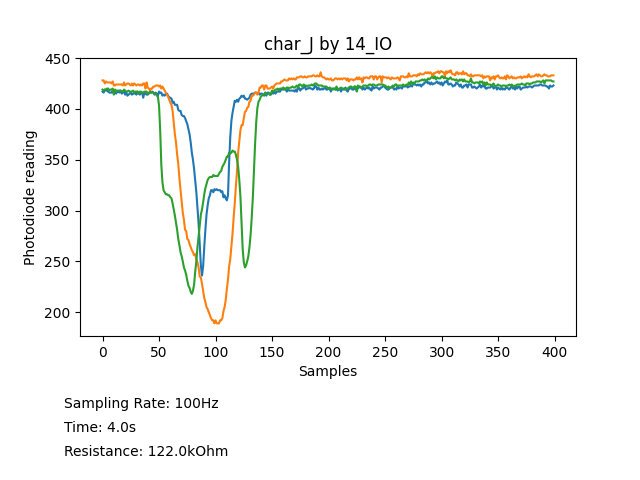 char_J by 14_IO
450
400
350
300
250
200
Photodiode reading
0 50 100 150 200 250 300 350 400
Samples
Sampling Rate: 100Hz
Time: 4.0s
Resistance: 122.0kOhm